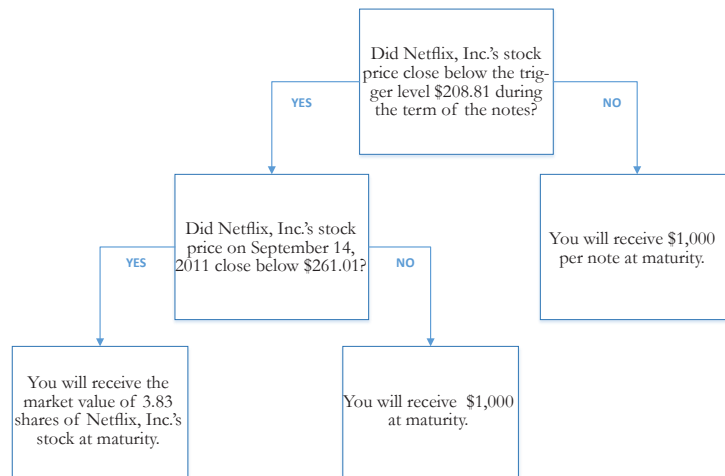 Did Netflix, Inc.'s stock
price close below the trig-
ger level $208.81 during
the term of the notes?
YES
NO
Did Netflix, Inc.'s stock
price on September 14,
2011 close below $261.01?
You will receive $1,000
per note at maturity.
YES
NO
You will receive the
market value of 3.83
shares of Netflix, Inc.'s
stock at maturity.
You will receive $1,000
at maturity.